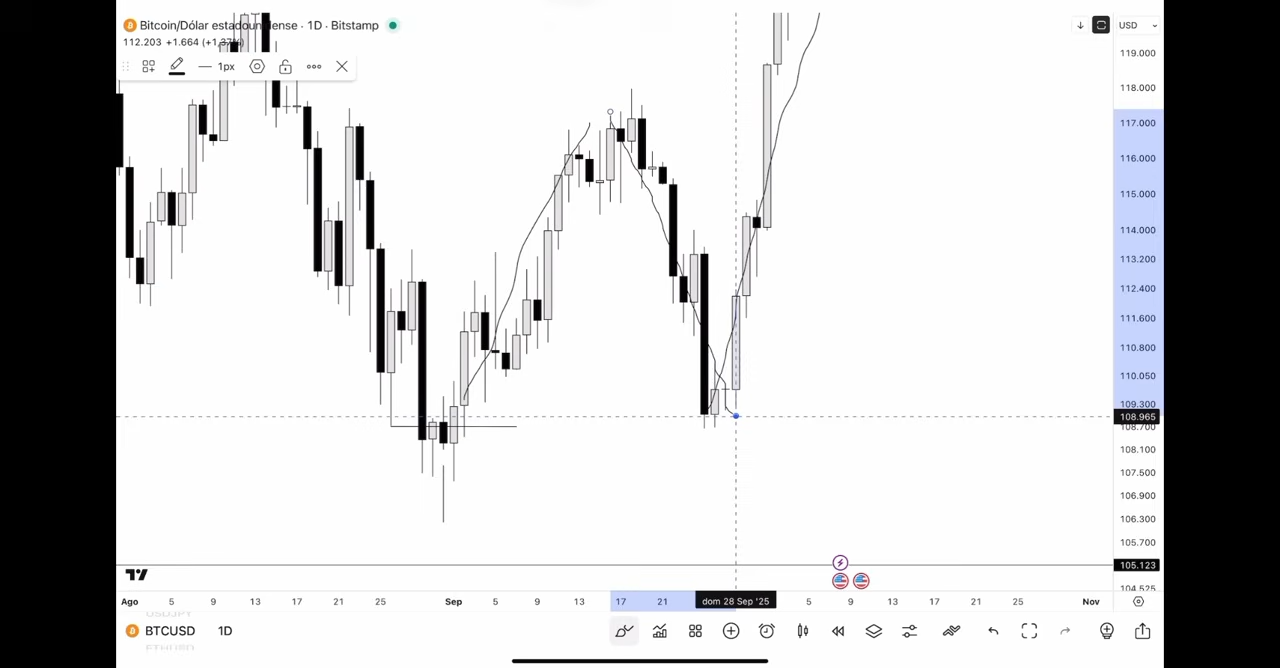 Bitcoin/Dólar estadounidense · 1D · Bitstamp
USD
112.203 +1.664 (+1,37%)
1px
119.000
118.000
117.000
116.000
115.000
114.000
113.200
112.400
111.600
110.800
110.050
109.300
108.965
108.700
108.100
107.500
106.900
106.300
105.700
105.123
104.525
Ago 5 9 13 17 21 25 Sep 5 9 13 17 21 dom 28 Sep '25 5 9 13 17 21 25 Nov
USDJPY
BTCUSD 1D
ETHUSD